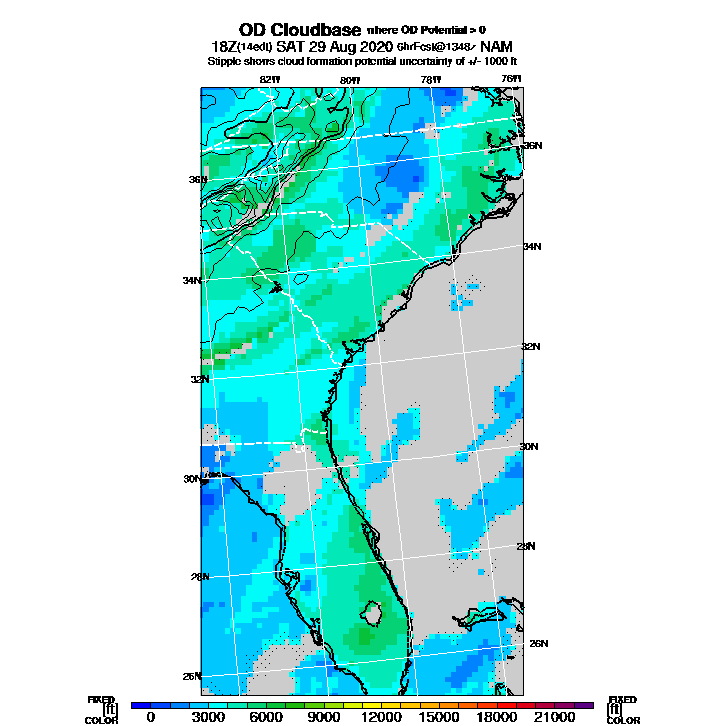 OD Cloudbase where OD Potential > 0
18Z(14edt) SAT 29 Aug 2020 6hrFcst@1348z NAM
Stipple shows cloud formation potential uncertainty of +/- 1000 ft
82W 80W 78W 76W
36N 36N
34N 34N
32N 32N
30N 30N
28N 28N
26N 26N
FIXED FIXED
[ft] [ft]
COLOR COLOR
0 3000 6000 9000 12000 15000 18000 21000